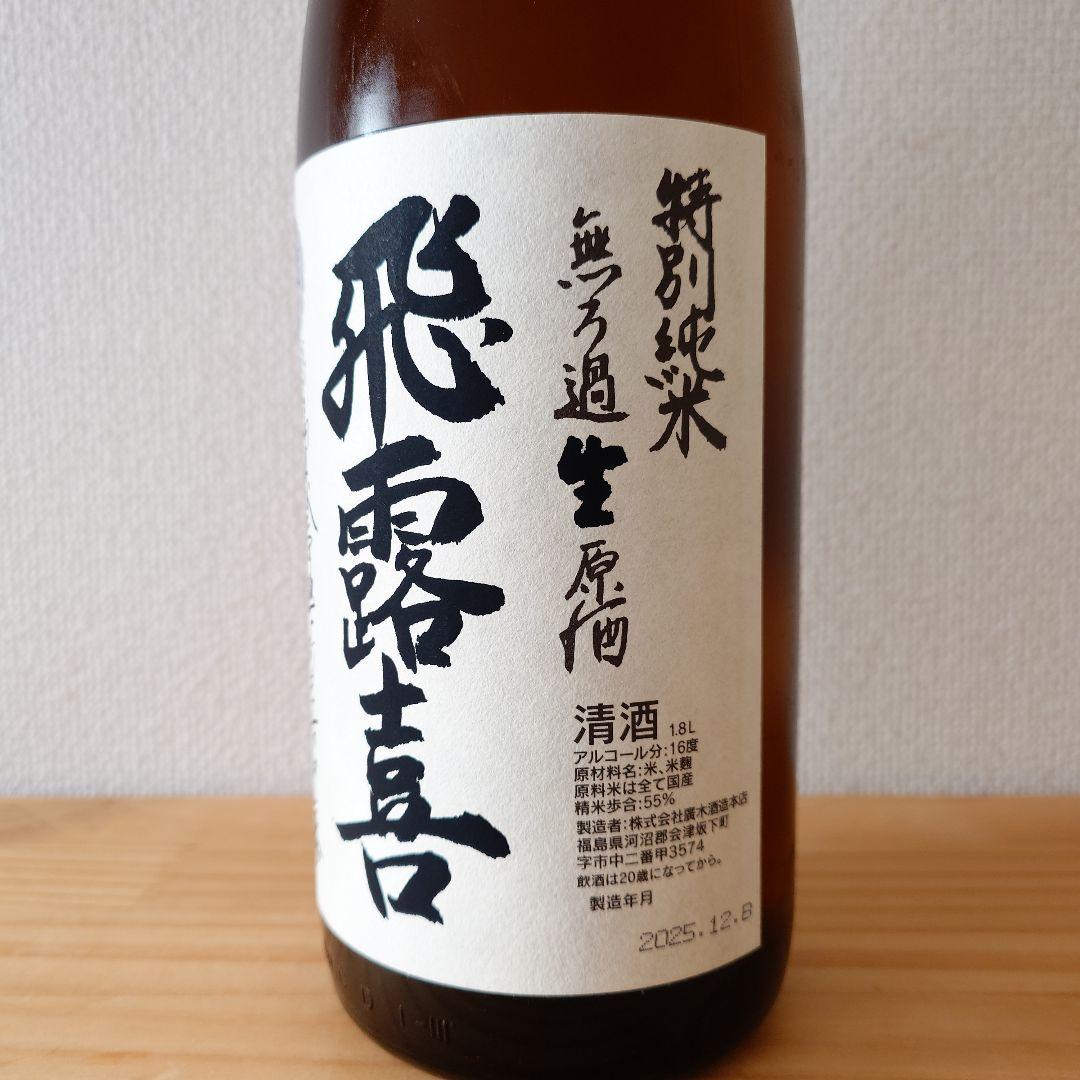 特別純米
無ろ過生原酒
飛露喜
清酒 1.8L
アルコール分:16度
原材料名:米、米麹
原料米は全て国産
精米歩合:55%
製造者:株式会社廣木酒造本店
福島県河沼郡会津坂下町
字市中二番甲3574
飲酒は20歳になってから。
製造年月
2025.12.